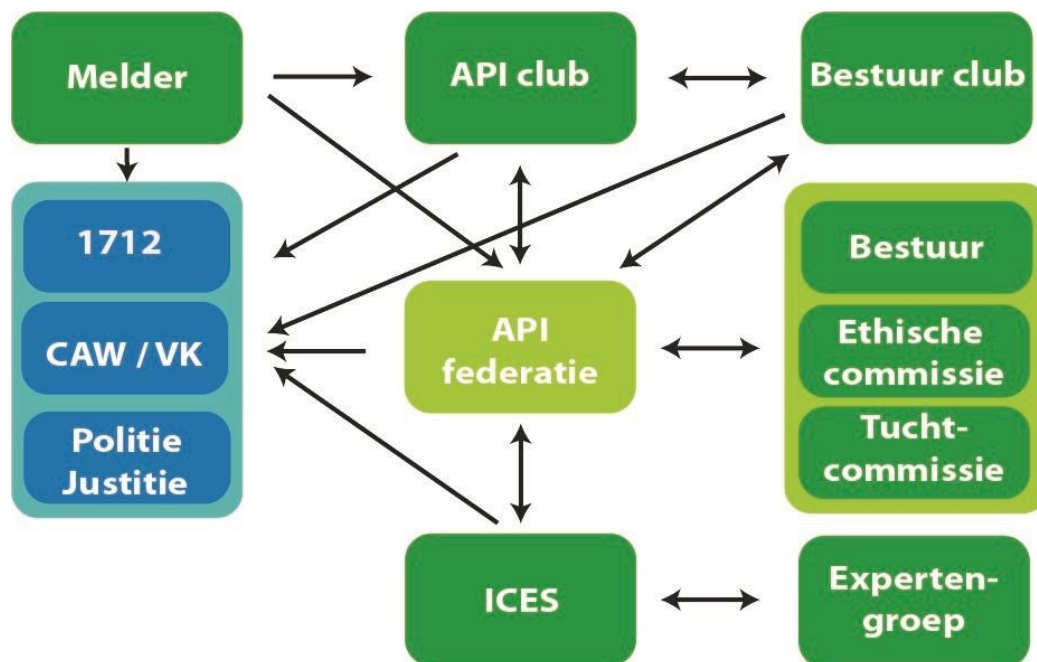 Melder
API club
Bestuur club
1712
CAW / VK
Politie
Justitie
API
federatie
Bestuur
Ethische
commissie
Tucht-
commissie
ICES
Experten-
groep